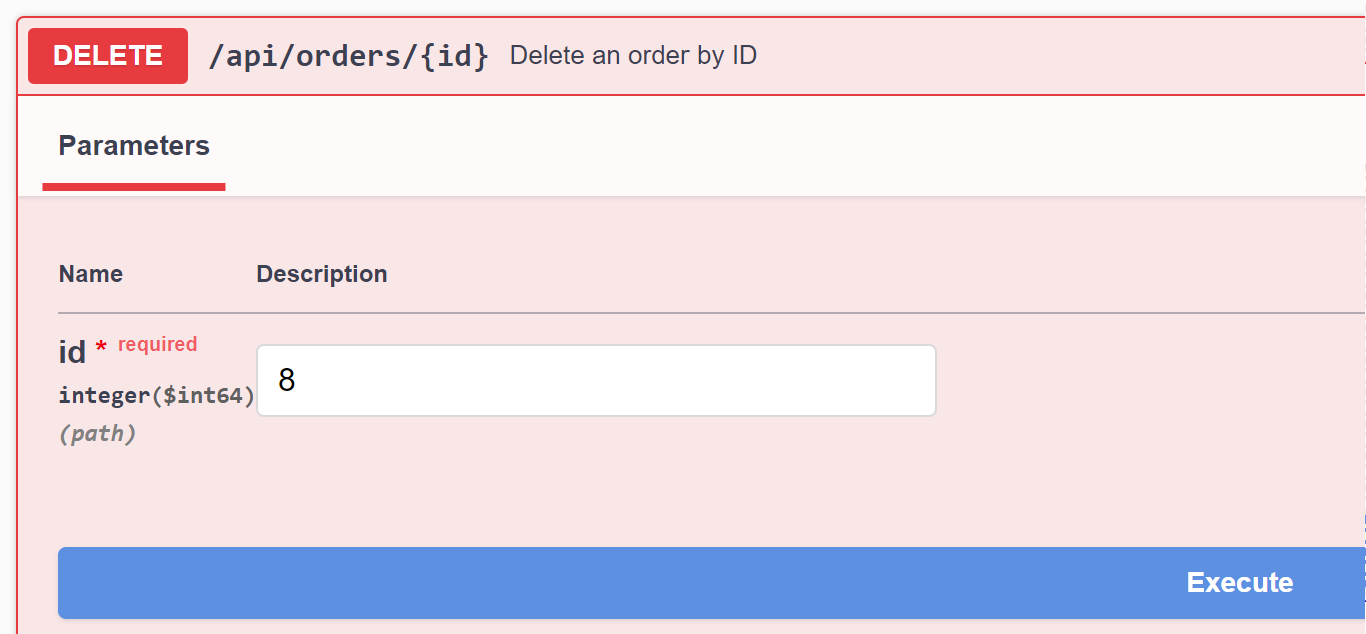 DELETE /api/orders/{id} Delete an order by ID
Parameters
Name Description
id * required
integer($int64)
(path)
8
Execute